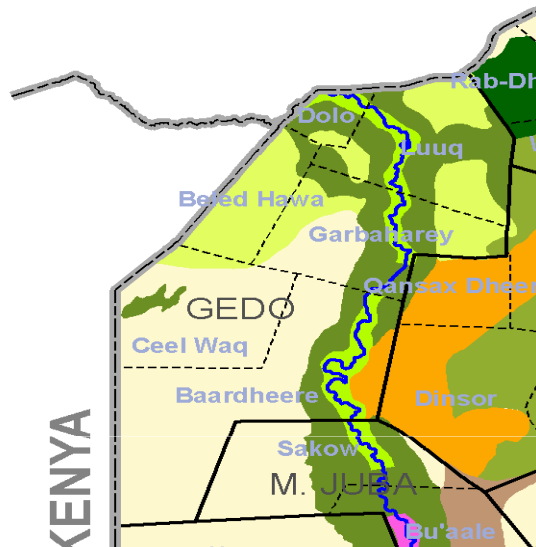 Rab-Dh
Dolo
Luuq
Beled Hawa
Garbaharey
Qansax Dheer
GEDO
Ceel Waq
Baardheere
Dinsor
KENYA
Sakow
M. JUBA
Bu'aale